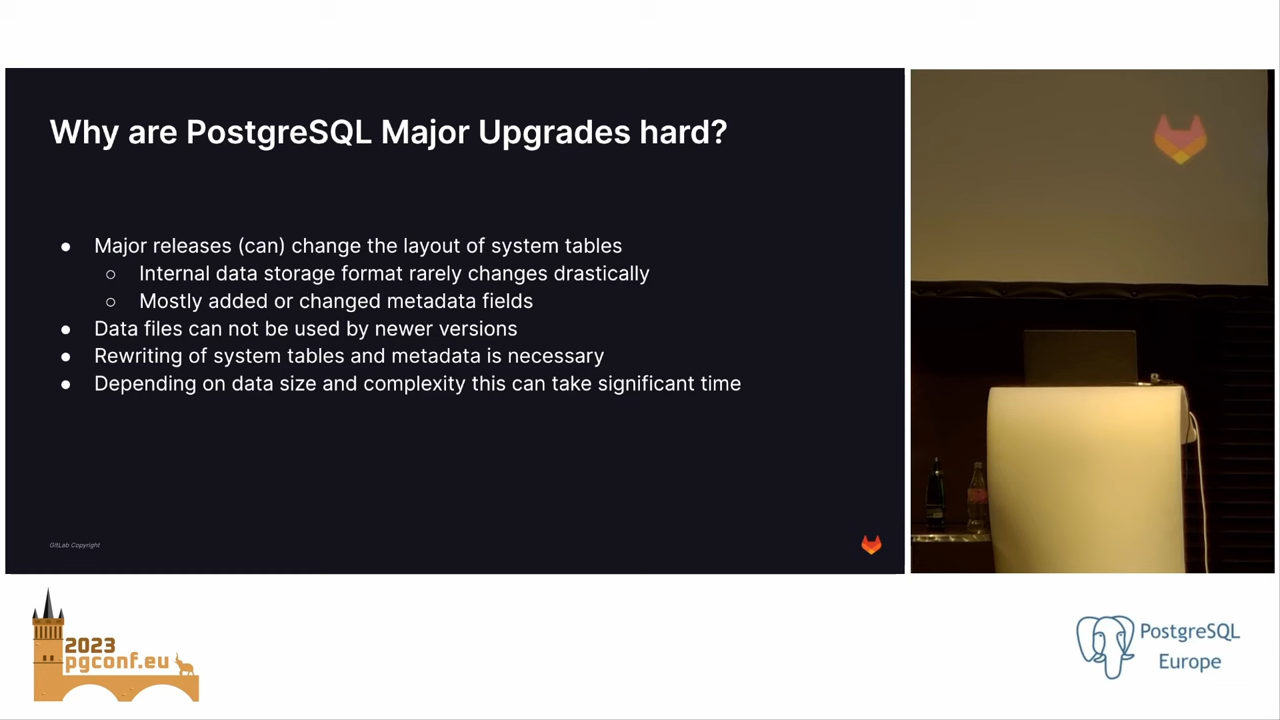 Why are PostgreSQL Major Upgrades hard?
● Major releases (can) change the layout of system tables
○ Internal data storage format rarely changes drastically
○ Mostly added or changed metadata fields
● Data files can not be used by newer versions
● Rewriting of system tables and metadata is necessary
● Depending on data size and complexity this can take significant time
GitLab Copyright
2023
pgconf.eu
PostgreSQL
Europe